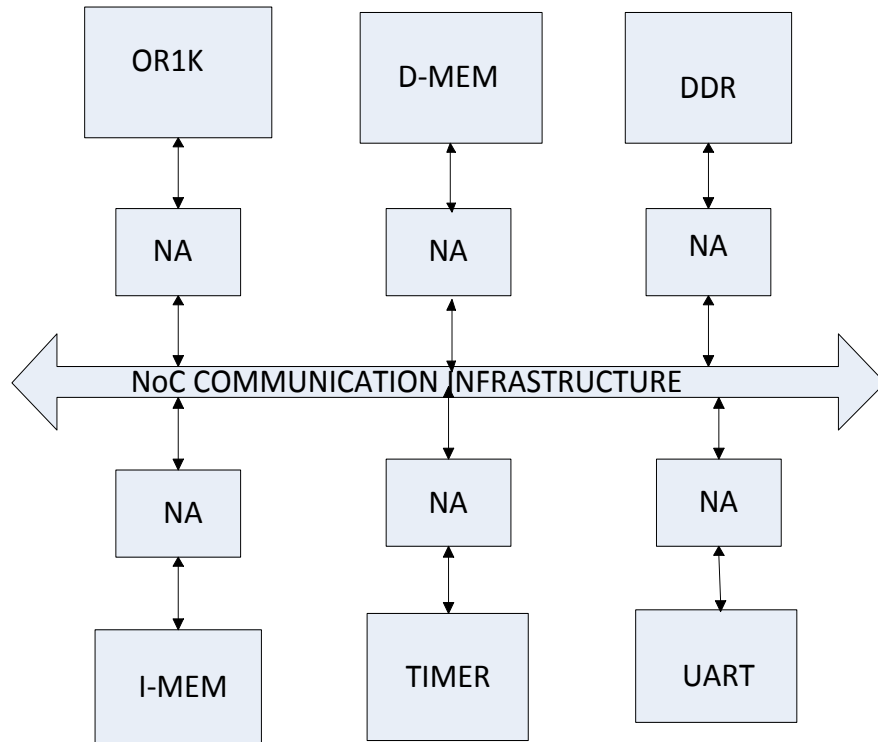 OR1K
D-MEM
DDR
NA
NA
NA
NoC COMMUNICATION INFRASTRUCTURE
NA
NA
NA
I-MEM
TIMER
UART